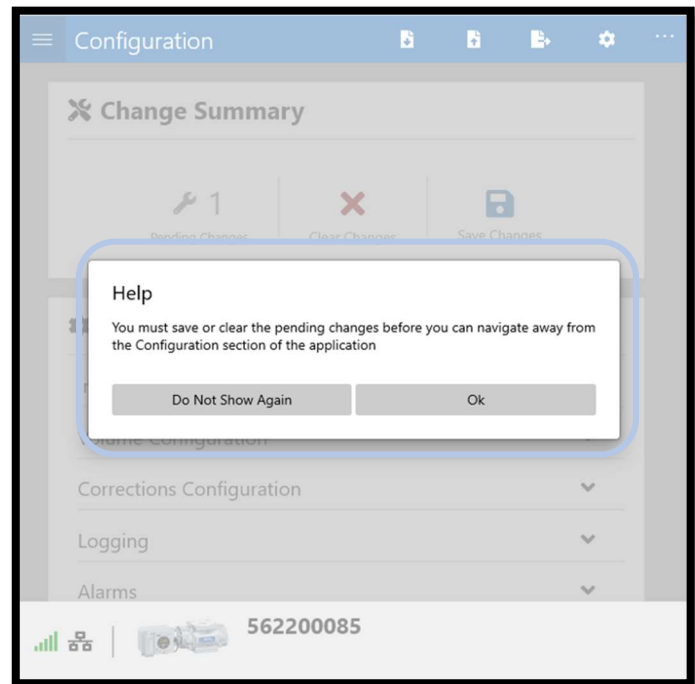 Configuration
Change Summary
1
Pending Changes
Clear Changes
Save Changes
Help
You must save or clear the pending changes before you can navigate away from
the Configuration section of the application
Do Not Show Again
Ok
Volume Configuration
Corrections Configuration
Logging
Alarms
562200085